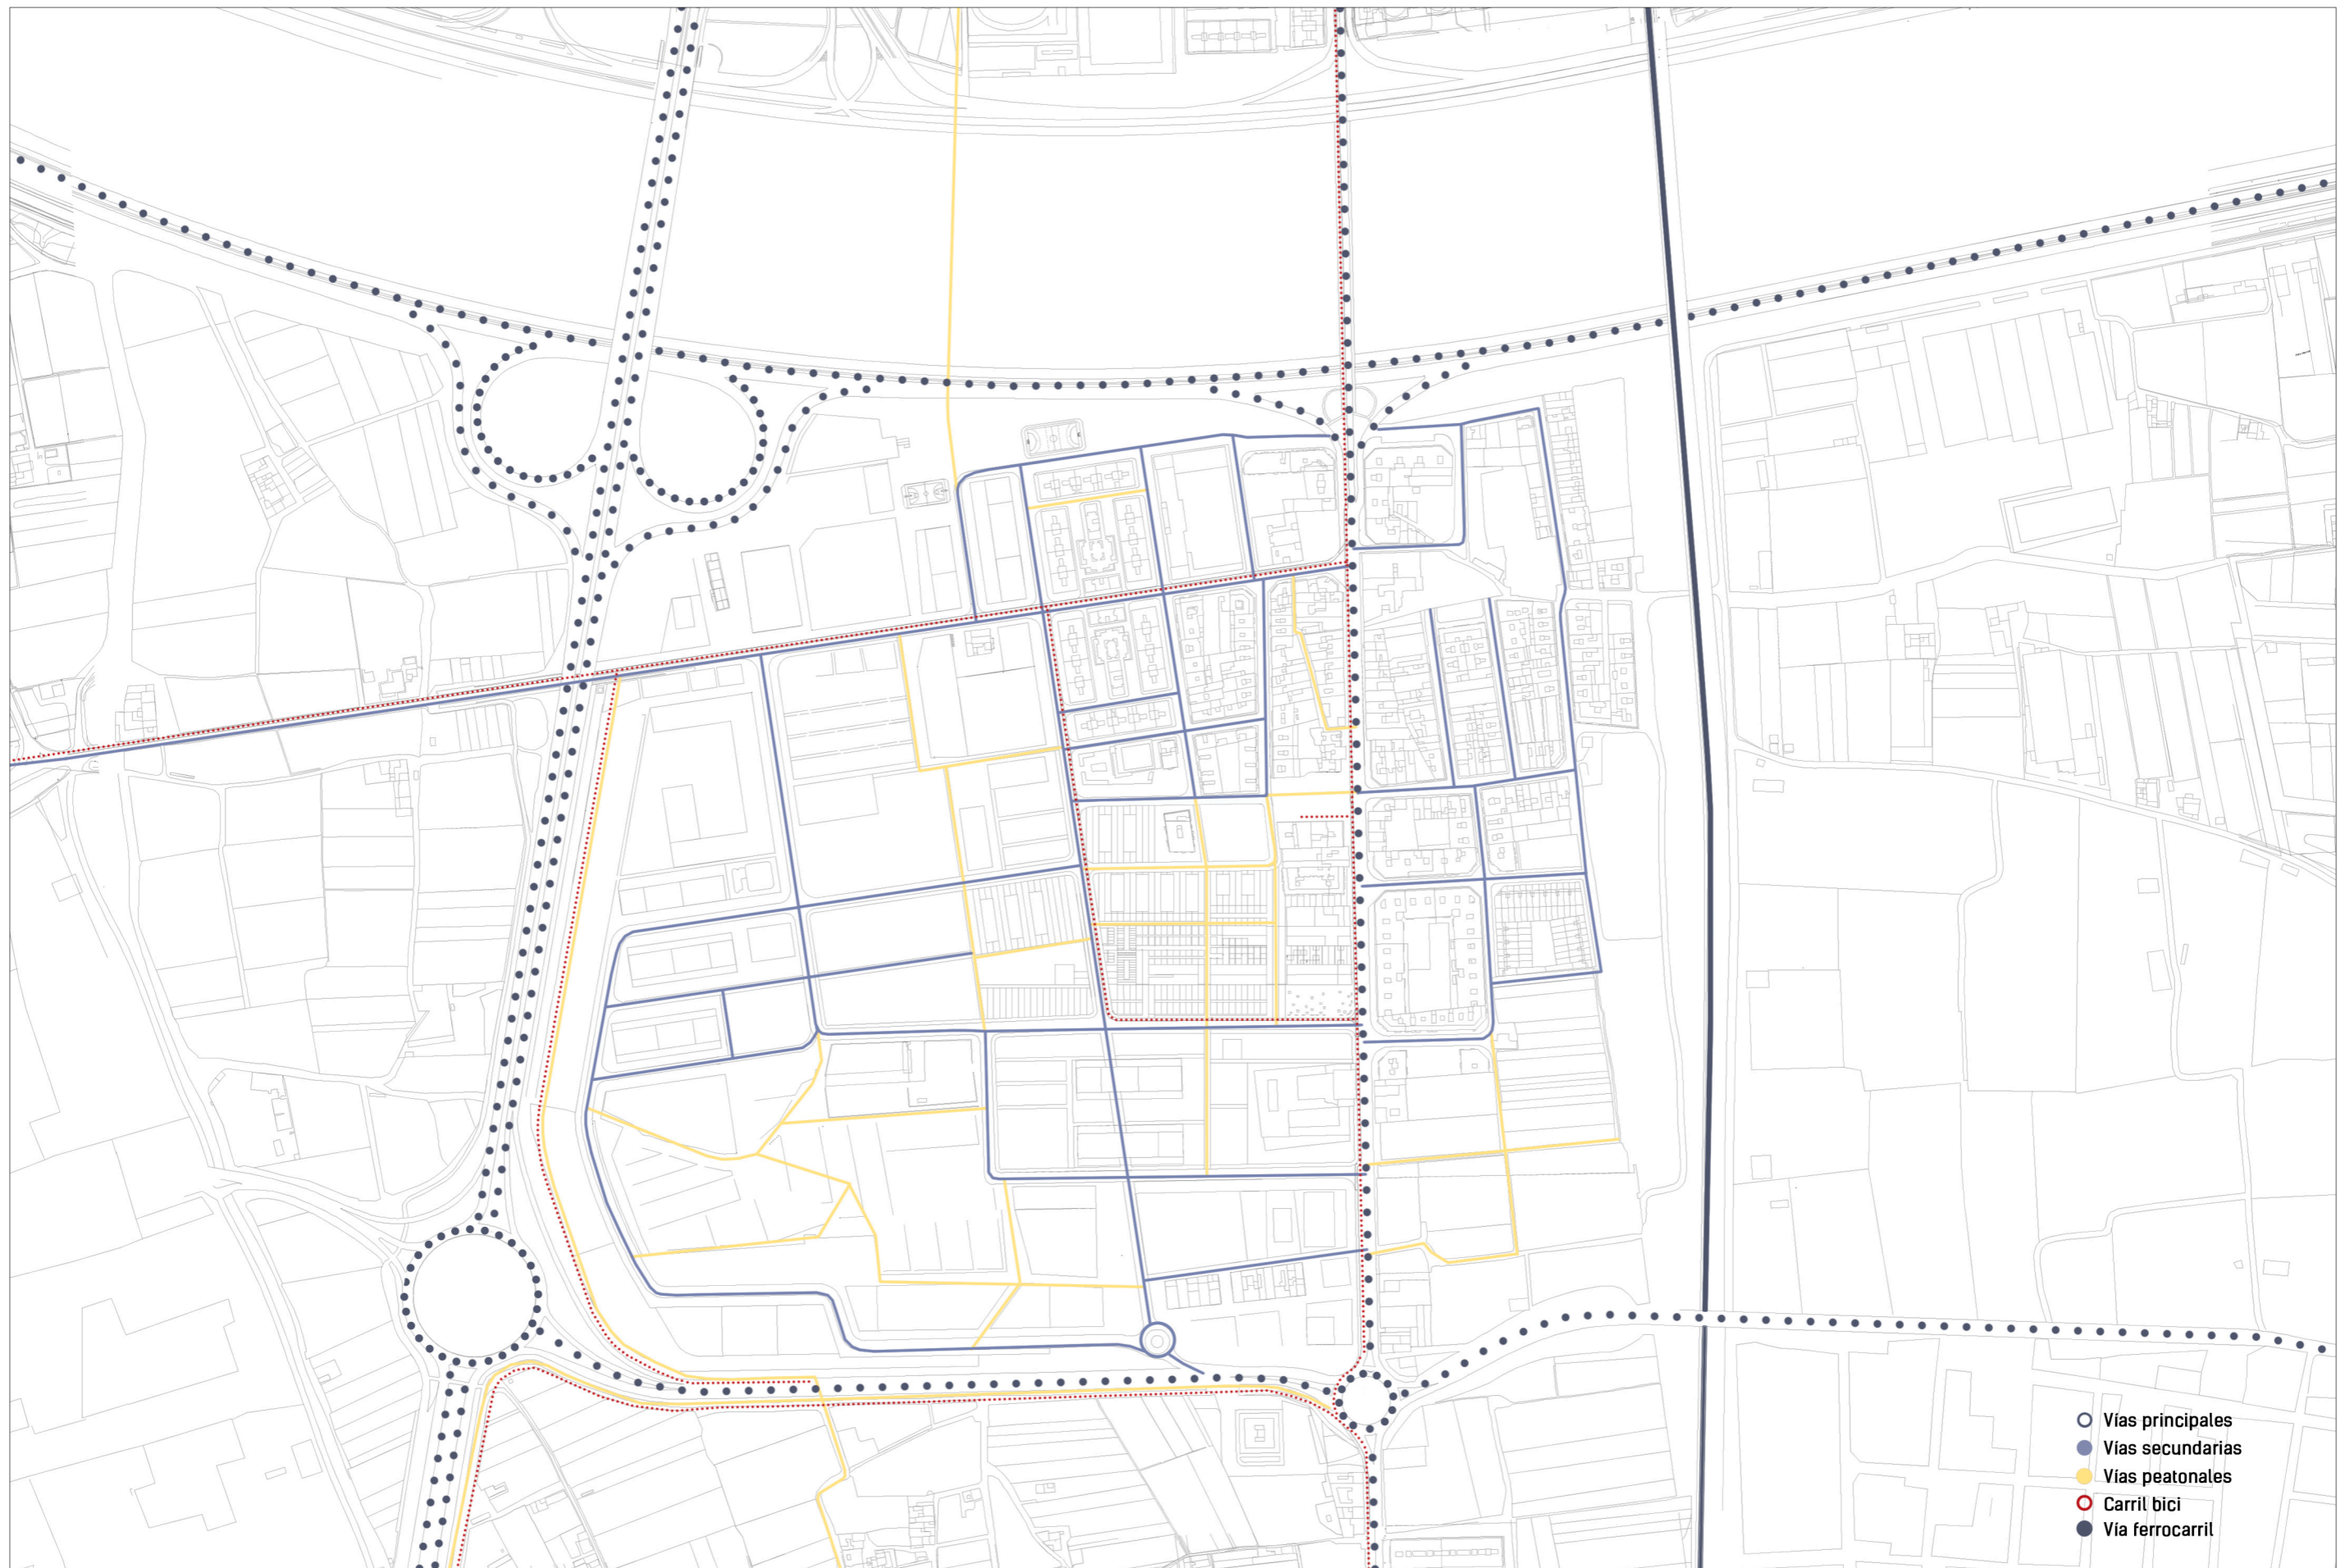 Vías principales
Vías secundarias
Vías peatonales
Carril bici
Vía ferrocarril